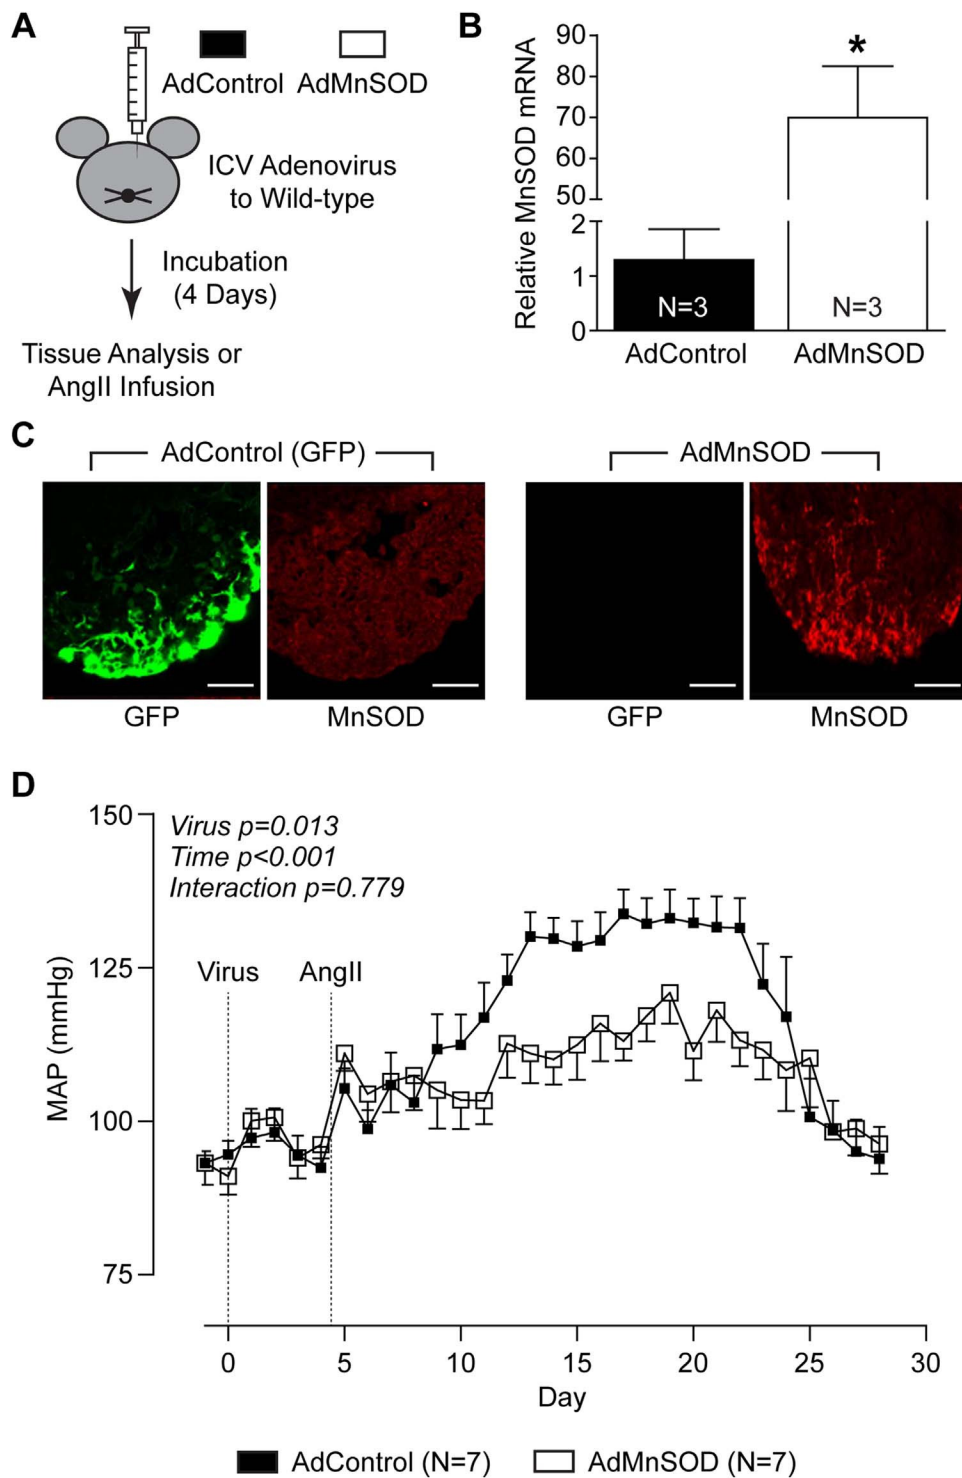 A
AdControl AdMnSOD
ICV Adenovirus
to Wild-type
Incubation
(4 Days)
Tissue Analysis or
AngII Infusion
B
Relative MnSOD mRNA
90
80
70
60
50
2
1
0
*
N=3 N=3
AdControl AdMnSOD
C
AdControl (GFP) AdMnSOD
GFP MnSOD GFP MnSOD
D
MAP (mmHg)
150
125
100
75
Virus p=0.013
Time p<0.001
Interaction p=0.779
Virus AngII
0 5 10 15 20 25 30
Day
AdControl (N=7) AdMnSOD (N=7)